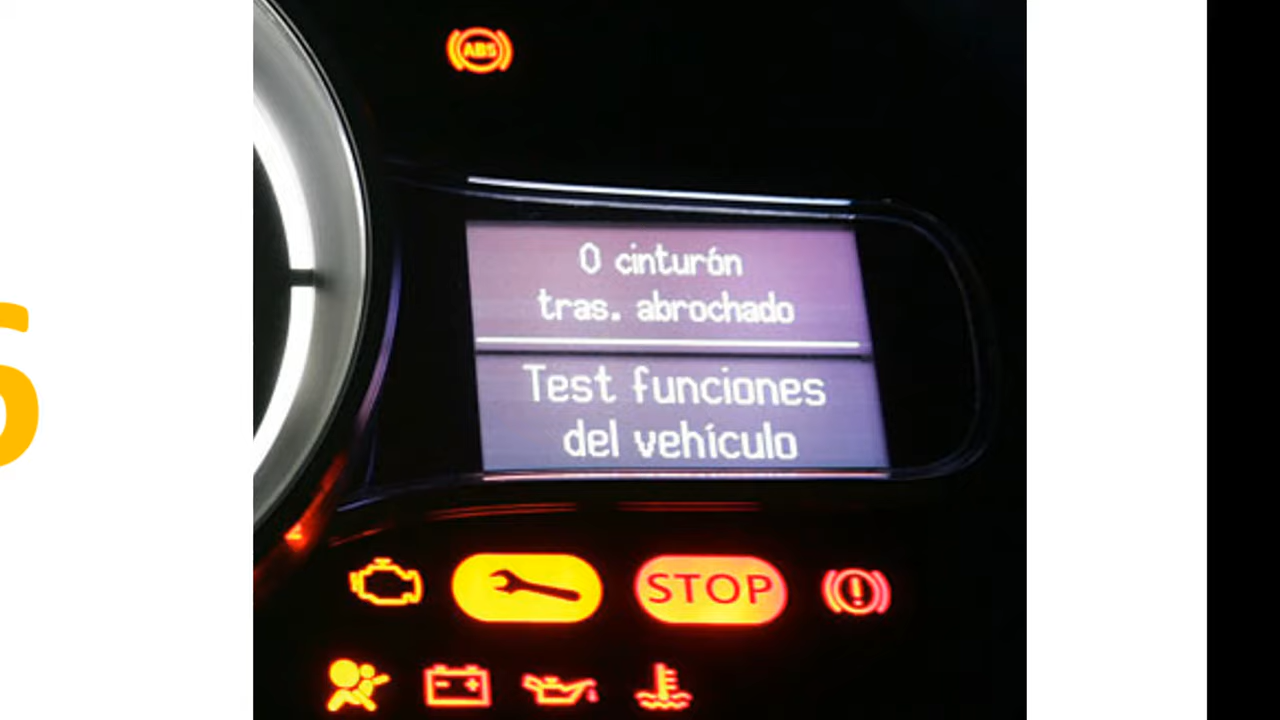 ABS
0 cinturón
tras. abrochado
Test funciones
del vehículo
STOP